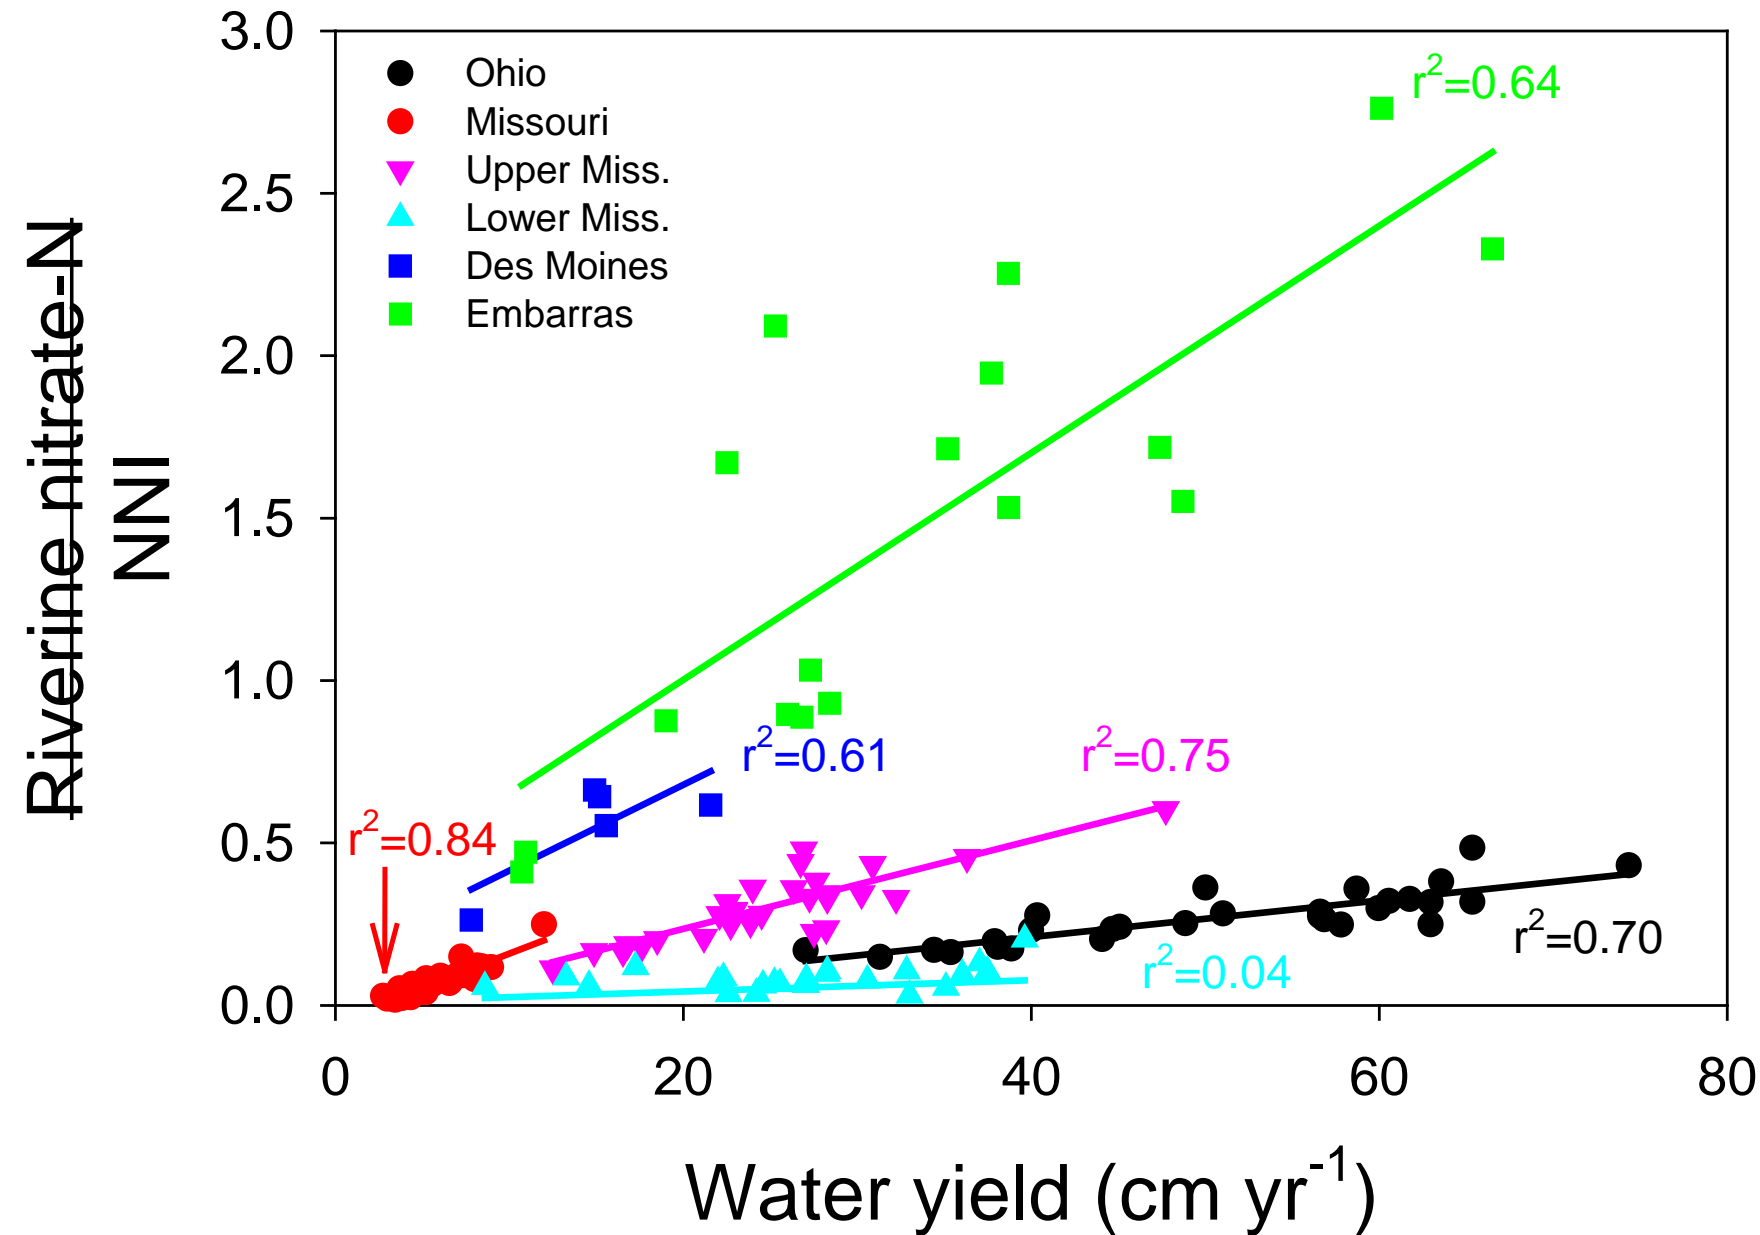 3.0
2.5
2.0
1.5
1.0
0.5
0.0
0
20
40
60
80
Riverine nitrate-N
NNI
Water yield (cm yr⁻¹)
Ohio
Missouri
Upper Miss.
Lower Miss.
Des Moines
Embarras
r²=0.64
r²=0.61
r²=0.75
r²=0.84
r²=0.70
r²=0.04